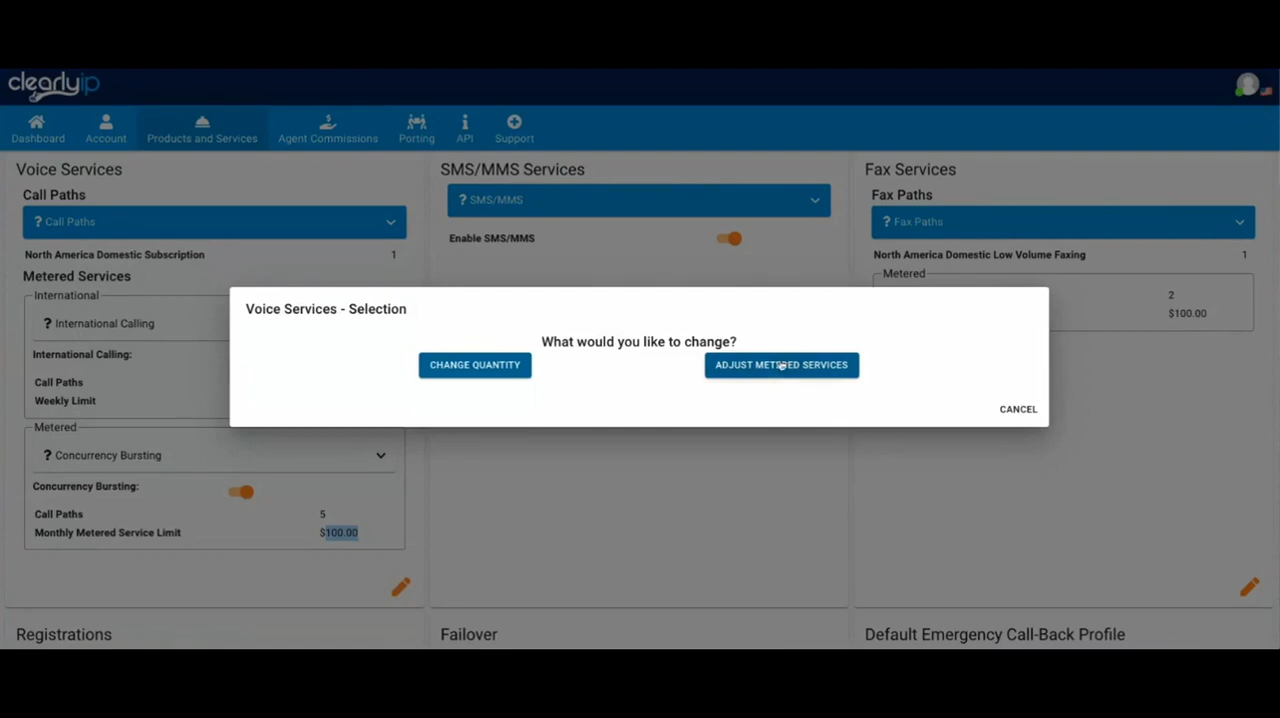 clearlyip
Dashboard
Account
Products and Services
Agent Commissions
Porting
API
Support
Voice Services
Call Paths
? Call Paths
North America Domestic Subscription 1
Metered Services
International
? International Calling
International Calling:
Call Paths
Weekly Limit
Metered
? Concurrency Bursting
Concurrency Bursting:
Call Paths 5
Monthly Metered Service Limit $100.00
SMS/MMS Services
? SMS/MMS
Enable SMS/MMS
Fax Services
Fax Paths
? Fax Paths
North America Domestic Low Volume Faxing 1
Metered
2
$100.00
Voice Services - Selection
What would you like to change?
CHANGE QUANTITY
ADJUST METERED SERVICES
CANCEL
Registrations
Failover
Default Emergency Call-Back Profile